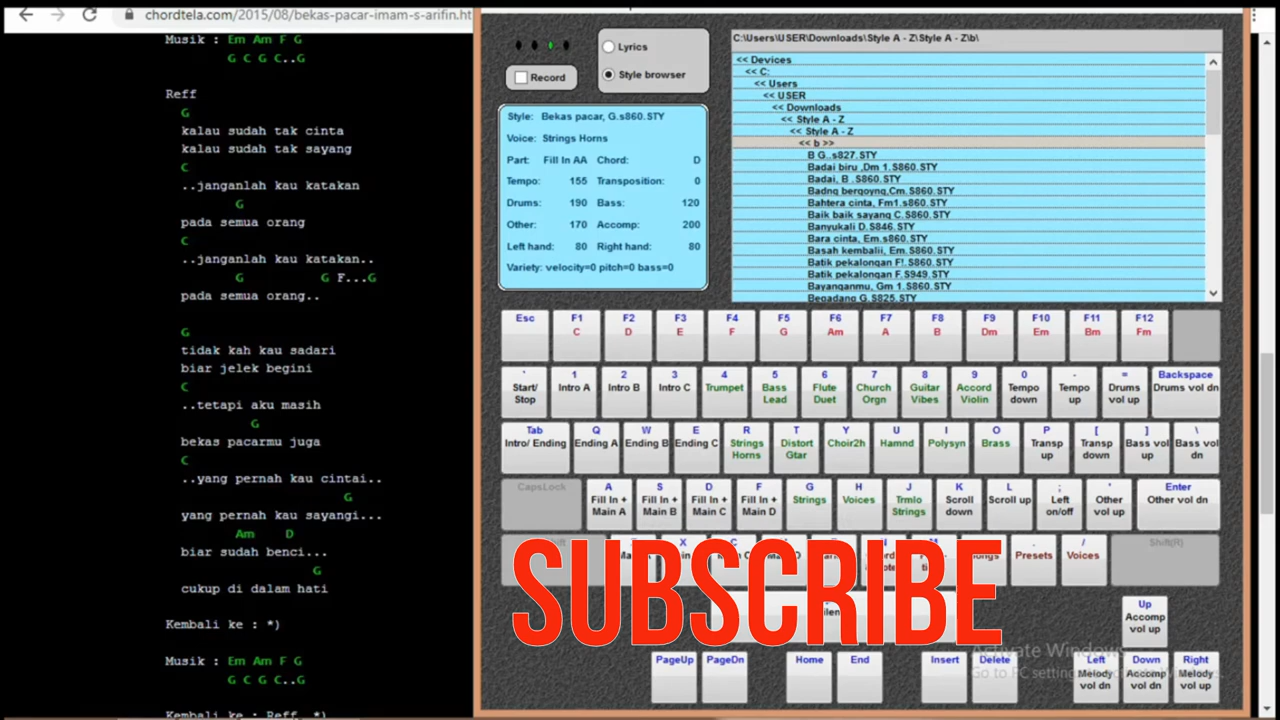 chordtela.com/2015/08/bekas-pacar-imam-s-arifin.ht
Musik : Em Am F G
G C G C..G
Reff
G
kalau sudah tak cinta
kalau sudah tak sayang
C
..janganlah kau katakan
G
pada semua orang
C
..janganlah kau katakan..
G G F...G
pada semua orang..
G
tidak kah kau sadari
biar jelek begini
C
..tetapi aku masih
G
bekas pacarmu juga
C
..yang pernah kau cintai..
G
yang pernah kau sayangi...
Am D
biar sudah benci...
G
cukup di dalam hati
Kembali ke : *)
Musik : Em Am F G
G C G C..G
Kembali ke : Reff, *)
Record
Lyrics
Style browser
Style: Bekas pacar, G.s860.STY
Voice: Strings Horns
Part: Fill In AA Chord: D
Tempo: 155 Transposition: 0
Drums: 190 Bass: 120
Other: 170 Accomp: 200
Left hand: 80 Right hand: 80
Variety: velocity=0 pitch=0 bass=0
C:\Users\USER\Downloads\Style A - Z\Style A - Z\b\
<< Devices
<< C:
<< Users
<< USER
<< Downloads
<< Style A - Z
<< Style A - Z
<< b >>
B G..s827.STY
Badai biru ,Dm 1.S860.STY
Badai, B .S860.STY
Badng bergoyng,Cm.S860.STY
Bahtera cinta, Fm1.s860.STY
Baik baik sayang C.S860.STY
Banyukali D.S846.STY
Bara cinta, Em.s860.STY
Basah kembalii, Em.S860.STY
Batik pekalongan F!.S860.STY
Batik pekalongan F.S949.STY
Bayanganmu, Gm 1.S860.STY
Begadang G.S825.STY
Esc F1 F2 F3 F4 F5 F6 F7 F8 F9 F10 F11 F12
C D E F G Am A B Dm Em Bm Fm
` 1 2 3 4 5 6 7 8 9 0 - = Backspace
Start/ Stop Intro A Intro B Intro C Trumpet Bass Lead Flute Duet Church Orgn Guitar Vibes Accord Violin Tempo down Tempo up Drums vol up Drums vol dn
Tab Q W E R T Y U I O P [ ] \
Intro/ Ending Ending A Ending B Ending C Strings Horns Distort Gtar Choir2h Hamnd Polysyn Brass Transp up Transp down Bass vol up Bass vol dn
CapsLock A S D F G H J K L ; ' Enter
Fill In + Main A Fill In + Main B Fill In + Main C Fill In + Main D Strings Voices Trmlo Strings Scroll down Scroll up Left on/off Other vol up Other vol dn
X . / Shift(R)
Presets Voices
SUBSCRIBE
Up
Accomp vol up
Activate Windows
Go to PC settings to activate Windows.
PageUp PageDn Home End Insert Delete Left Down Right
Melody vol dn Accomp vol dn Melody vol up